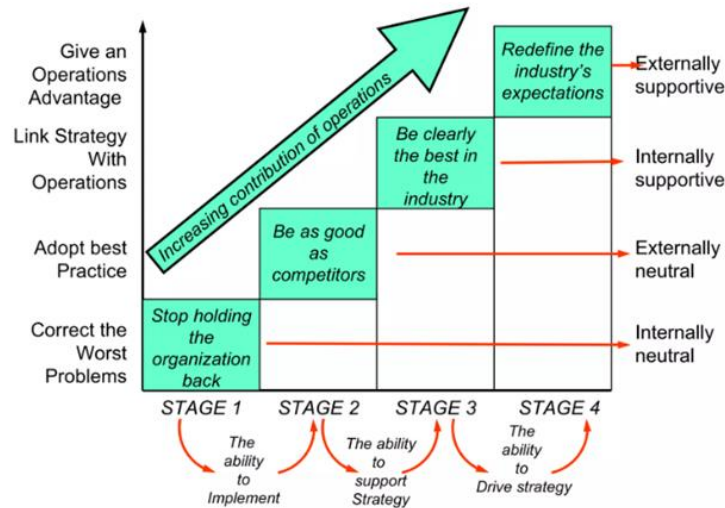 Give an
Operations
Advantage
Link Strategy
With
Operations
Adopt best
Practice
Correct the
Worst
Problems
Increasing contribution of operations
Redefine the
industry's
expectations
Be clearly
the best in
the
industry
Be as good
as
competitors
Stop holding
the
organization
back
Externally
supportive
Internally
supportive
Externally
neutral
Internally
neutral
STAGE 1
STAGE 2
STAGE 3
STAGE 4
The
ability
to
Implement
The
ability
to
support
Strategy
The
ability
to
Drive strategy